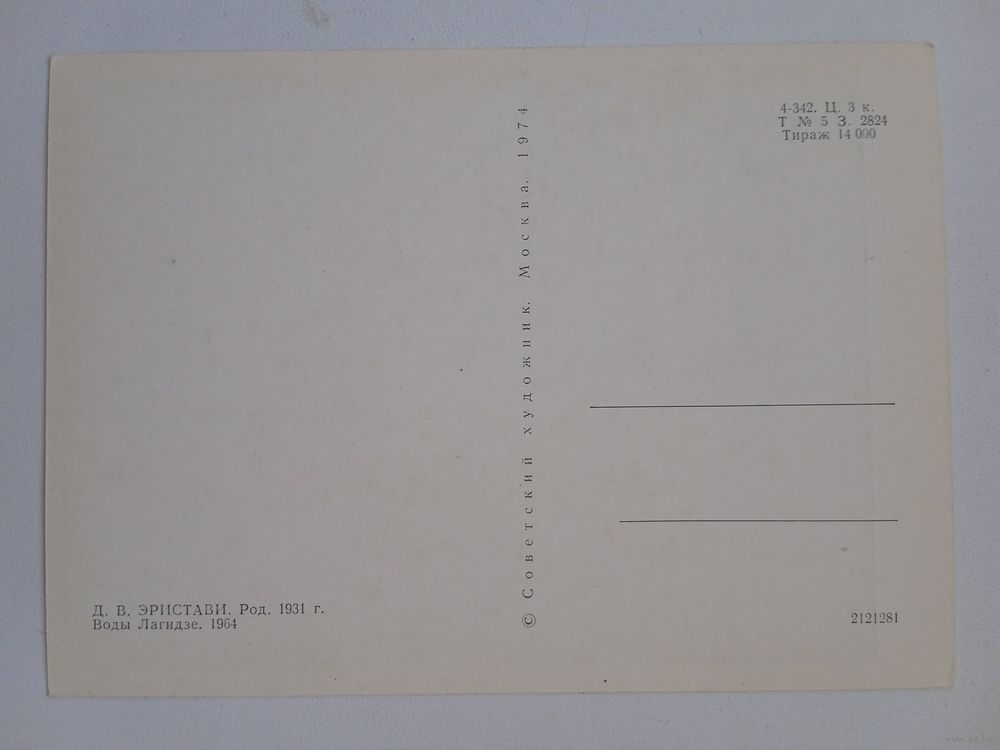 4-342. Ц. 3 к.
Т № 5 З. 2824
Тираж 14 000
© Советский художник. Москва. 1974
Д. В. ЭРИСТАВИ. Род. 1931 г.
Воды Лагидзе. 1964
2121281